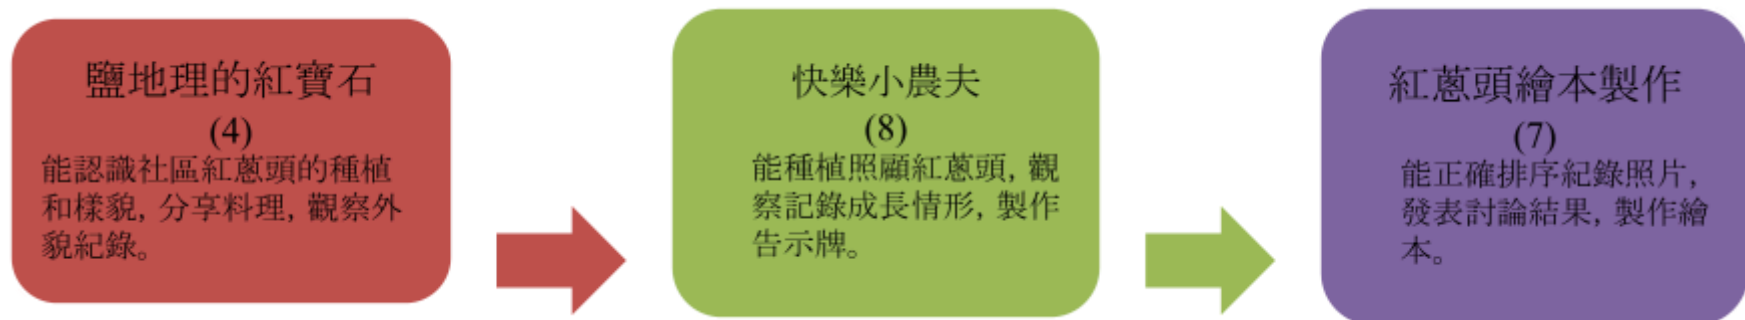 鹽地理的紅寶石
(4)
能認識社區紅蔥頭的種植
和樣貌, 分享料理, 觀察外
貌紀錄。
快樂小農夫
(8)
能種植照顧紅蔥頭, 觀
察記錄成長情形, 製作
告示牌。
紅蔥頭繪本製作
(7)
能正確排序紀錄照片,
發表討論結果, 製作繪
本。